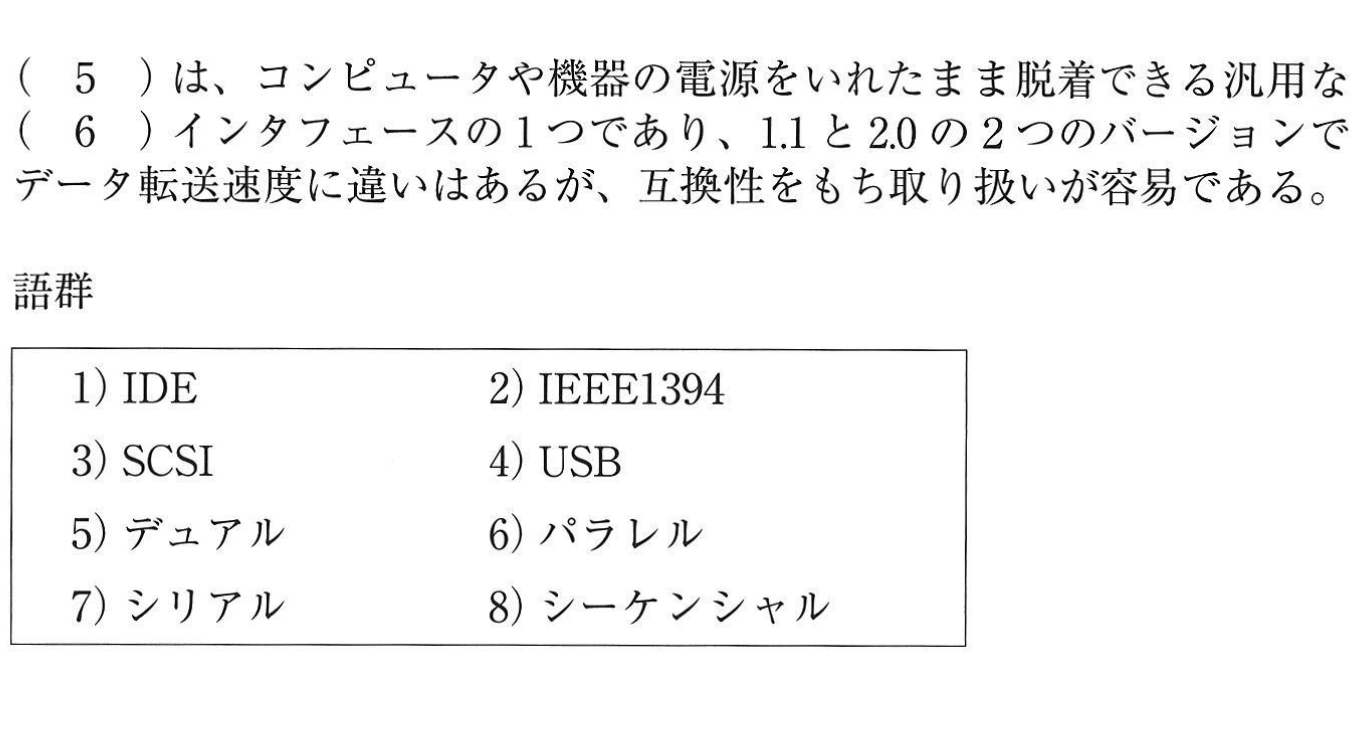 ( 5 ) は、コンピュータや機器の電源をいれたまま脱着できる汎用な
( 6 ) インタフェースの1つであり、1.1と2.0の2つのバージョンで
データ転送速度に違いはあるが、互換性をもち取り扱いが容易である。
語群
1) IDE 2) IEEE1394
3) SCSI 4) USB
5) デュアル 6) パラレル
7) シリアル 8) シーケンシャル